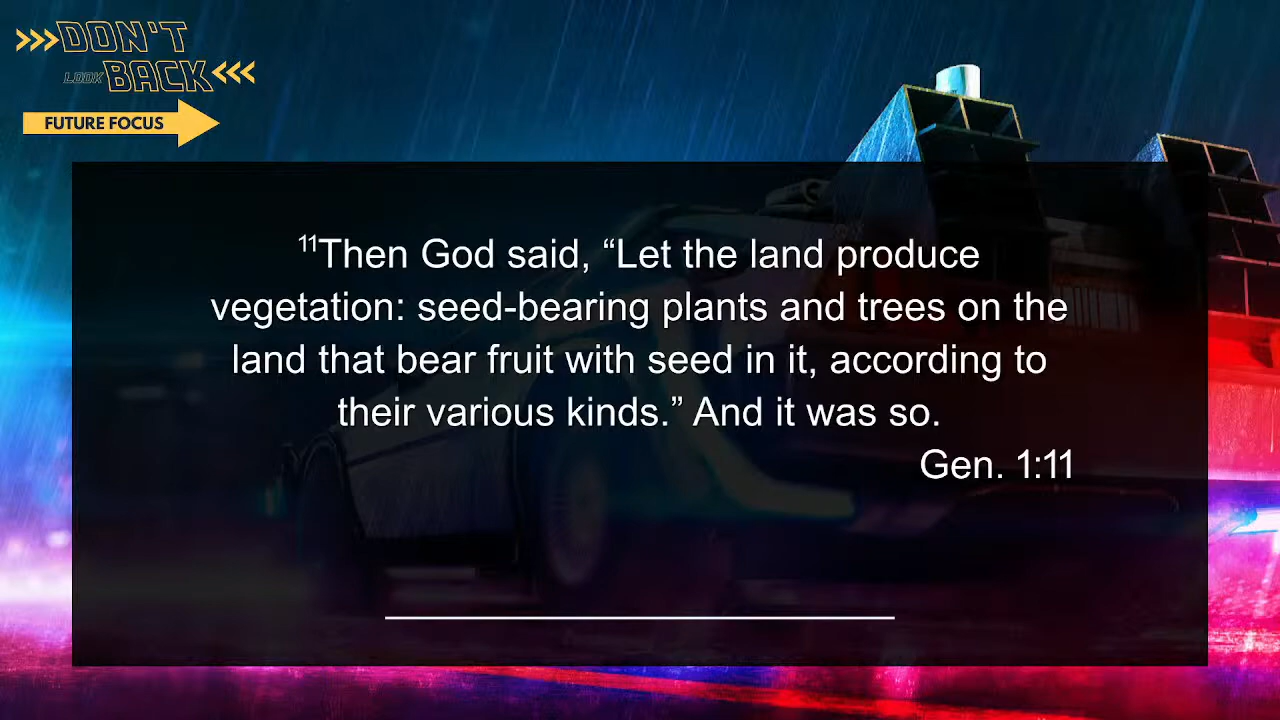 >>>DON'T
LOOK BACK<<<
FUTURE FOCUS
11Then God said, “Let the land produce
vegetation: seed-bearing plants and trees on the
land that bear fruit with seed in it, according to
their various kinds.” And it was so.
Gen. 1:11